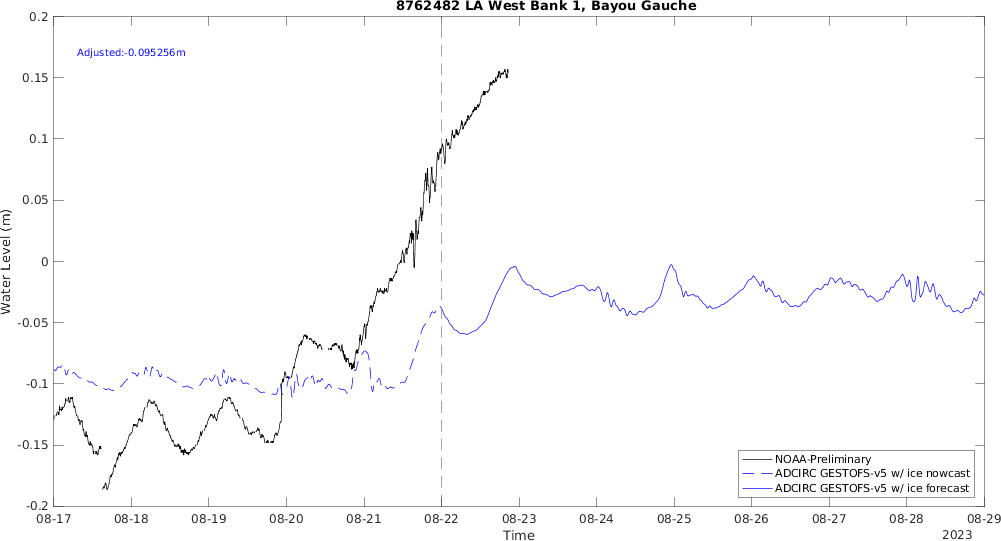 8762482 LA West Bank 1, Bayou Gauche
Adjusted:-0.095256m
Water Level (m)
0.2
0.15
0.1
0.05
0
-0.05
-0.1
-0.15
-0.2
NOAA-Preliminary
ADCIRC GESTOFS-v5 w/ ice nowcast
ADCIRC GESTOFS-v5 w/ ice forecast
08-17 08-18 08-19 08-20 08-21 08-22 08-23 08-24 08-25 08-26 08-27 08-28 08-29
Time
2023